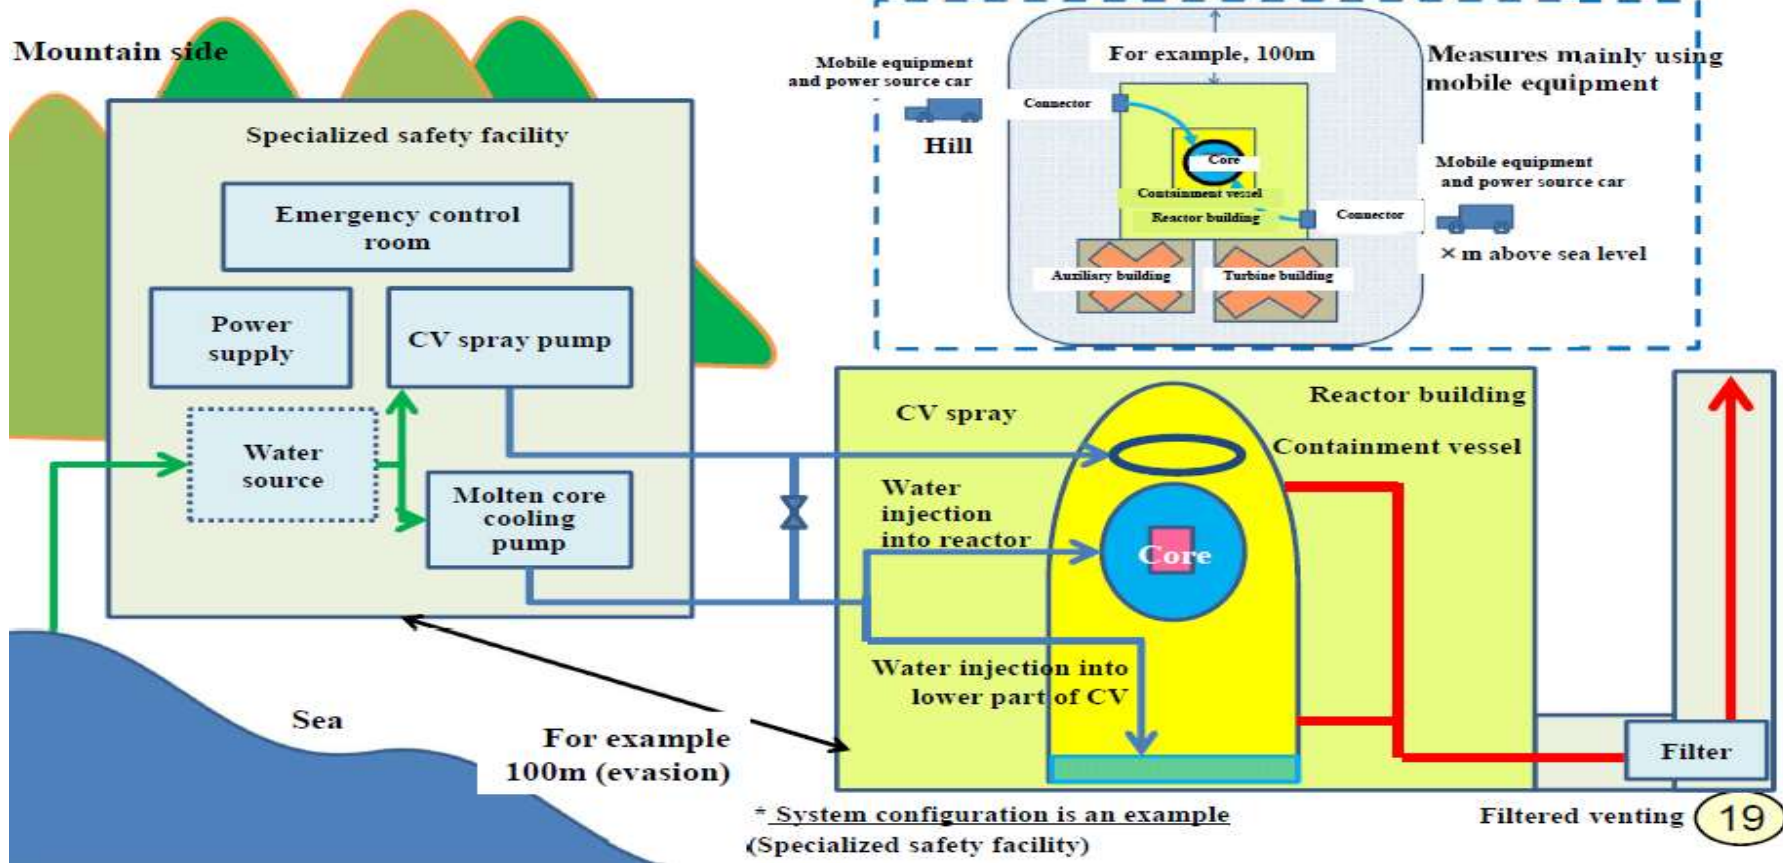 Mountain side
Specialized safety facility
Emergency control
room
Power
supply
CV spray pump
Water
source
Molten core
cooling
pump
Sea
For example
100m (evasion)
Mobile equipment
and power source car
Hill
Connector
For example, 100m
Measures mainly using
mobile equipment
Core
Containment vessel
Reactor building
Connector
Mobile equipment
and power source car
× m above sea level
Auxiliary building
Turbine building
CV spray
Reactor building
Containment vessel
Water
injection
into reactor
Core
Water injection into
lower part of CV
Filter
Filtered venting
19
* System configuration is an example
(Specialized safety facility)